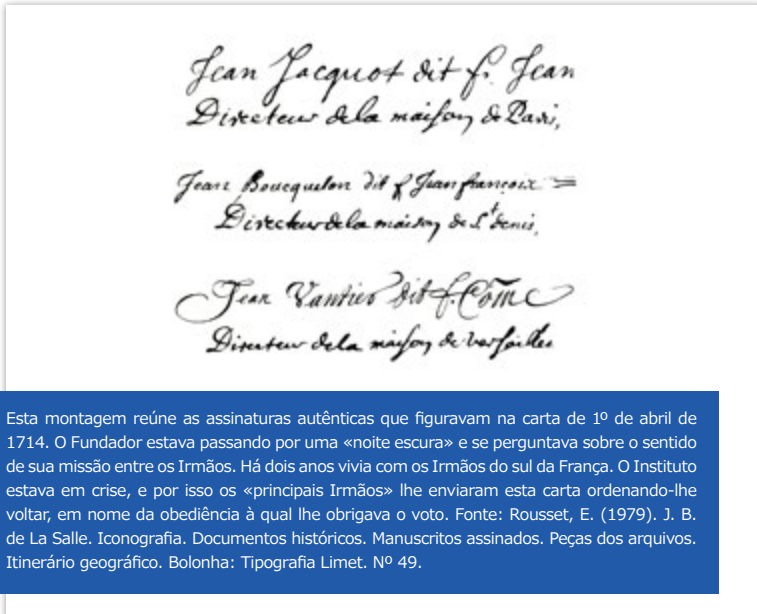 Jean Jacquot dit f. Jean
Directeur de la maison de Paris,
Jean Boucqueton dit f Jean françois =
Directeur de la maison de St denis,
Jean Vantier dit f. Côme
Directeur de la maison de versailles
Esta montagem reúne as assinaturas autênticas que figuravam na carta de 1º de abril de
1714. O Fundador estava passando por uma «noite escura» e se perguntava sobre o sentido
de sua missão entre os Irmãos. Há dois anos vivia com os Irmãos do sul da França. O Instituto
estava em crise, e por isso os «principais Irmãos» lhe enviaram esta carta ordenando-lhe
voltar, em nome da obediência à qual lhe obrigava o voto. Fonte: Rousset, E. (1979). J. B.
de La Salle. Iconografia. Documentos históricos. Manuscritos assinados. Peças dos arquivos.
Itinerário geográfico. Bolonha: Tipografia Limet. Nº 49.